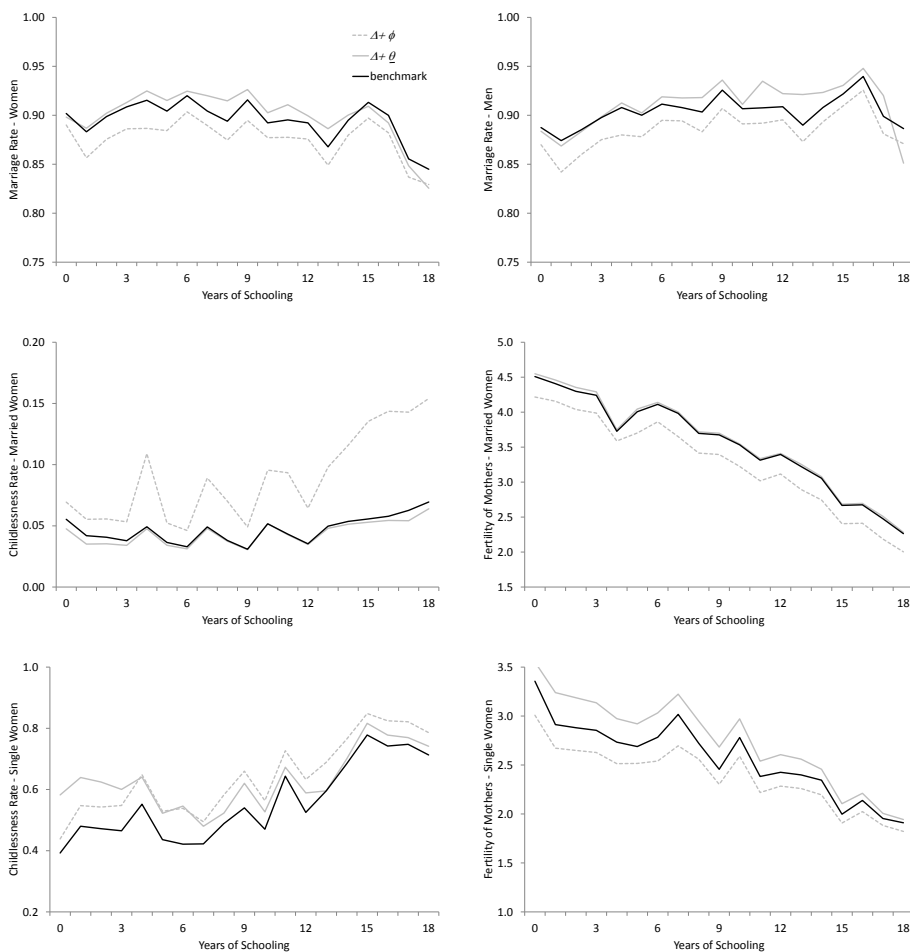 1.00
0.95
0.90
0.85
0.80
0.75
Marriage Rate - Women
0 3 6 9 12 15 18
Years of Schooling
Δ+ ϕ
Δ+ θ
benchmark
1.00
0.95
0.90
0.85
0.80
0.75
Marriage Rate - Men
0 3 6 9 12 15 18
Years of Schooling
0.20
0.15
0.10
0.05
0.00
Childlessness Rate - Married Women
0 3 6 9 12 15 18
Years of Schooling
5.0
4.5
4.0
3.5
3.0
2.5
2.0
1.5
Fertility of Mothers - Married Women
0 3 6 9 12 15 18
Years of Schooling
1.0
0.8
0.6
0.4
0.2
Childlessness Rate - Single Women
0 3 6 9 12 15 18
Years of Schooling
3.5
3.0
2.5
2.0
1.5
1.0
Fertility of Mothers - Single Women
0 3 6 9 12 15 18
Years of Schooling